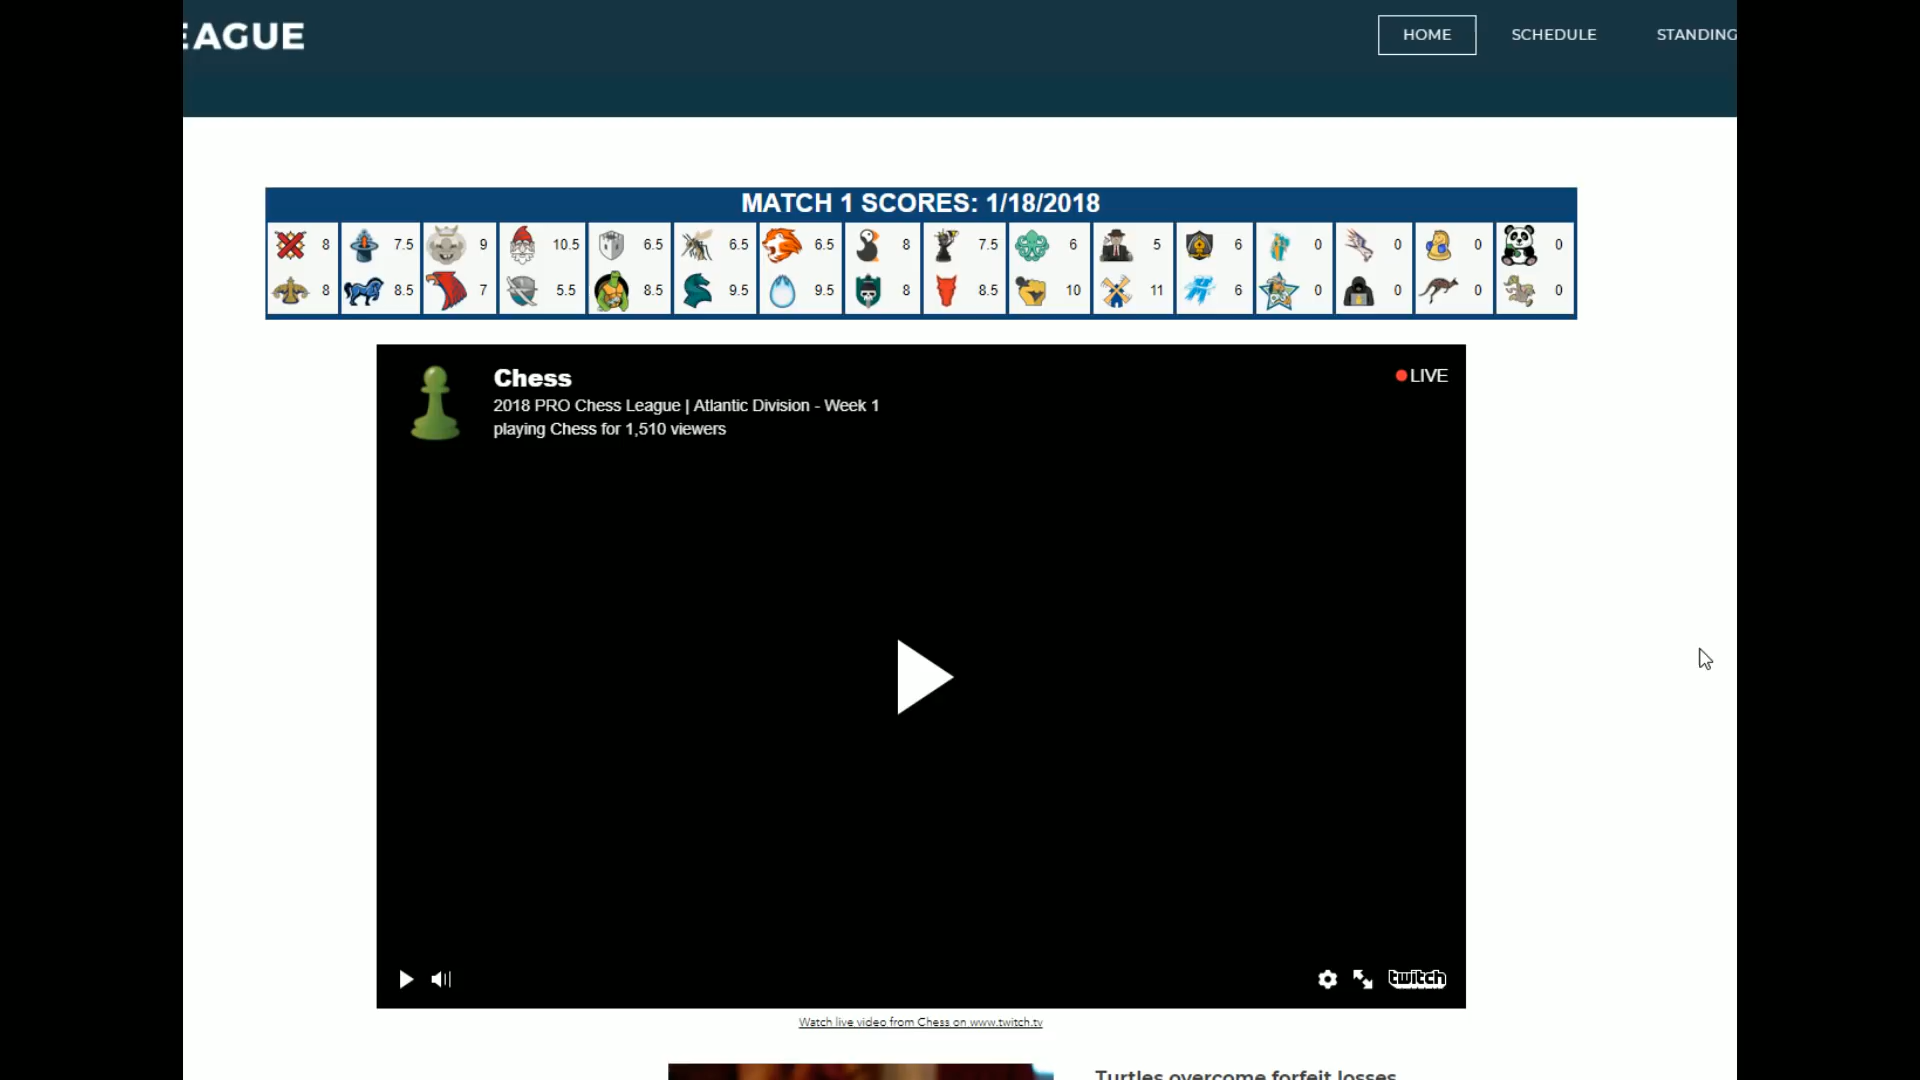 EAGUE
HOME SCHEDULE STANDING
MATCH 1 SCORES: 1/18/2018
8 7.5 9 10.5 6.5 6.5 6.5 8 7.5 6 5 6 0 0 0 0
8 8.5 7 5.5 8.5 9.5 9.5 8 8.5 10 11 6 0 0 0 0
Chess
LIVE
2018 PRO Chess League | Atlantic Division - Week 1
playing Chess for 1,510 viewers
twitch
Watch live video from Chess on www.twitch.tv
Turtles overcome forfeit losses